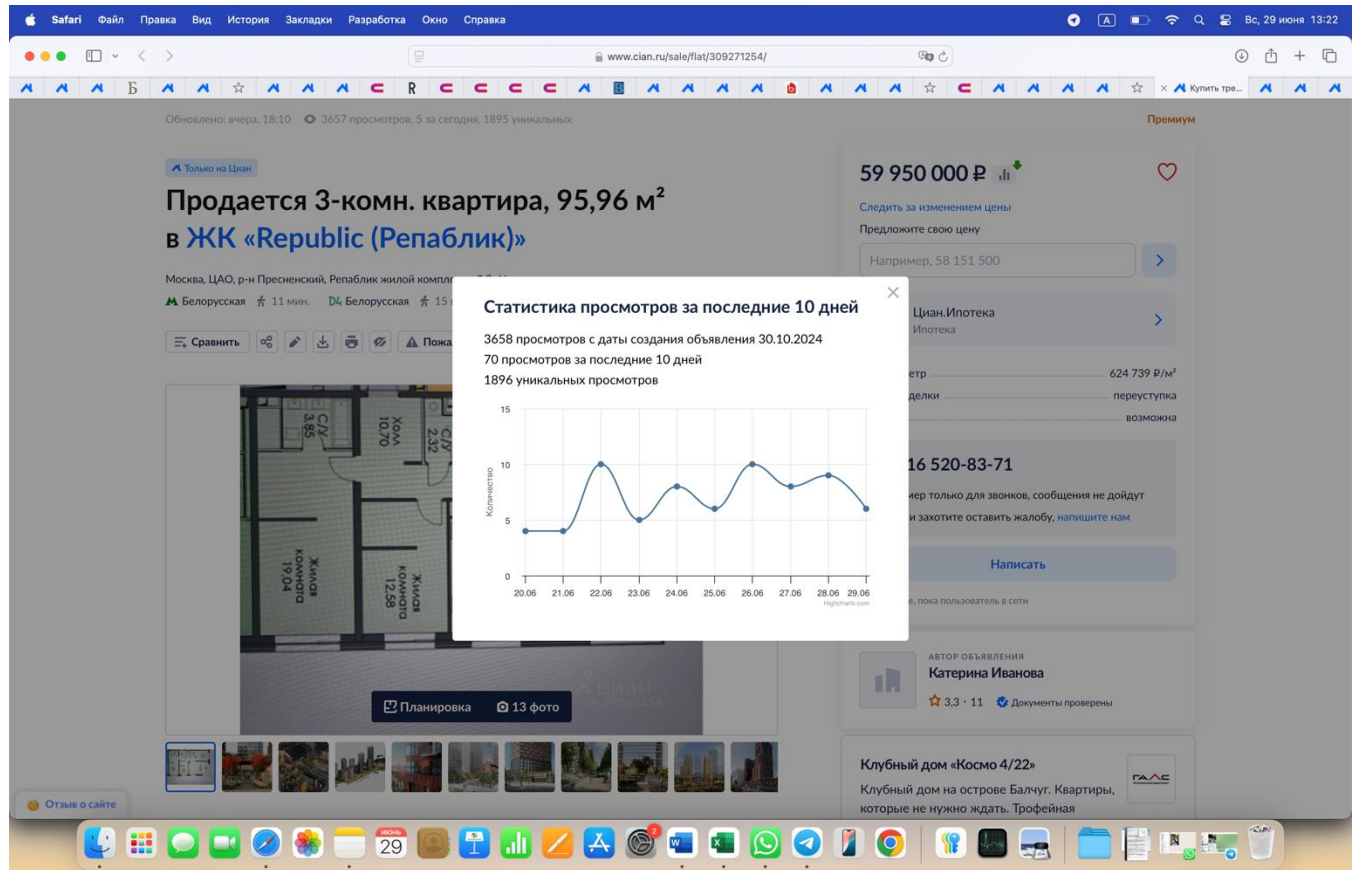 Safari Файл Правка Вид История Закладки Разработка Окно Справка
A
Вс, 29 июня 13:22
www.cian.ru/sale/flat/309271254/
Б
R
Купить тре...
Обновлено: вчера, 18:10 3657 просмотров, 5 за сегодня, 1895 уникальных
Премиум
Только на Циан
Продается 3-комн. квартира, 95,96 м²
в ЖК «Republic (Репаблик)»
Москва, ЦАО, р-н Пресненский, Репаблик жилой
Белорусская 11 мин. D4 Белорусская 15
Сравнить
59 950 000 ₽
Следить за изменением цены
Предложите свою цену
Например, 58 151 500
Циан.Ипотека
Ипотека
етр 624 739 ₽/м²
делки переуступка
возможна
16 520-83-71
мер только для звонков, сообщения не дойдут
и захотите оставить жалобу, напишите нам
Написать
е, пока пользователь в сети
АВТОР ОБЪЯВЛЕНИЯ
Катерина Иванова
3,3 · 11 Документы проверены
Клубный дом «Космо 4/22»
Клубный дом на острове Балчуг. Квартиры,
которые не нужно ждать. Трофейная
ГАЛС
Статистика просмотров за последние 10 дней
3658 просмотров с даты создания объявления 30.10.2024
70 просмотров за последние 10 дней
1896 уникальных просмотров
15
10
5
0
Количество
20.06 21.06 22.06 23.06 24.06 25.06 26.06 27.06 28.06 29.06
Highcharts.com
С/У
3.85
Холл
10,70
С/У
2.32
Жилая
комната
19.04
Жилая
комната
12.58
циан
Планировка 13 фото
Отзыв о сайте
ИЮНЬ
29
2